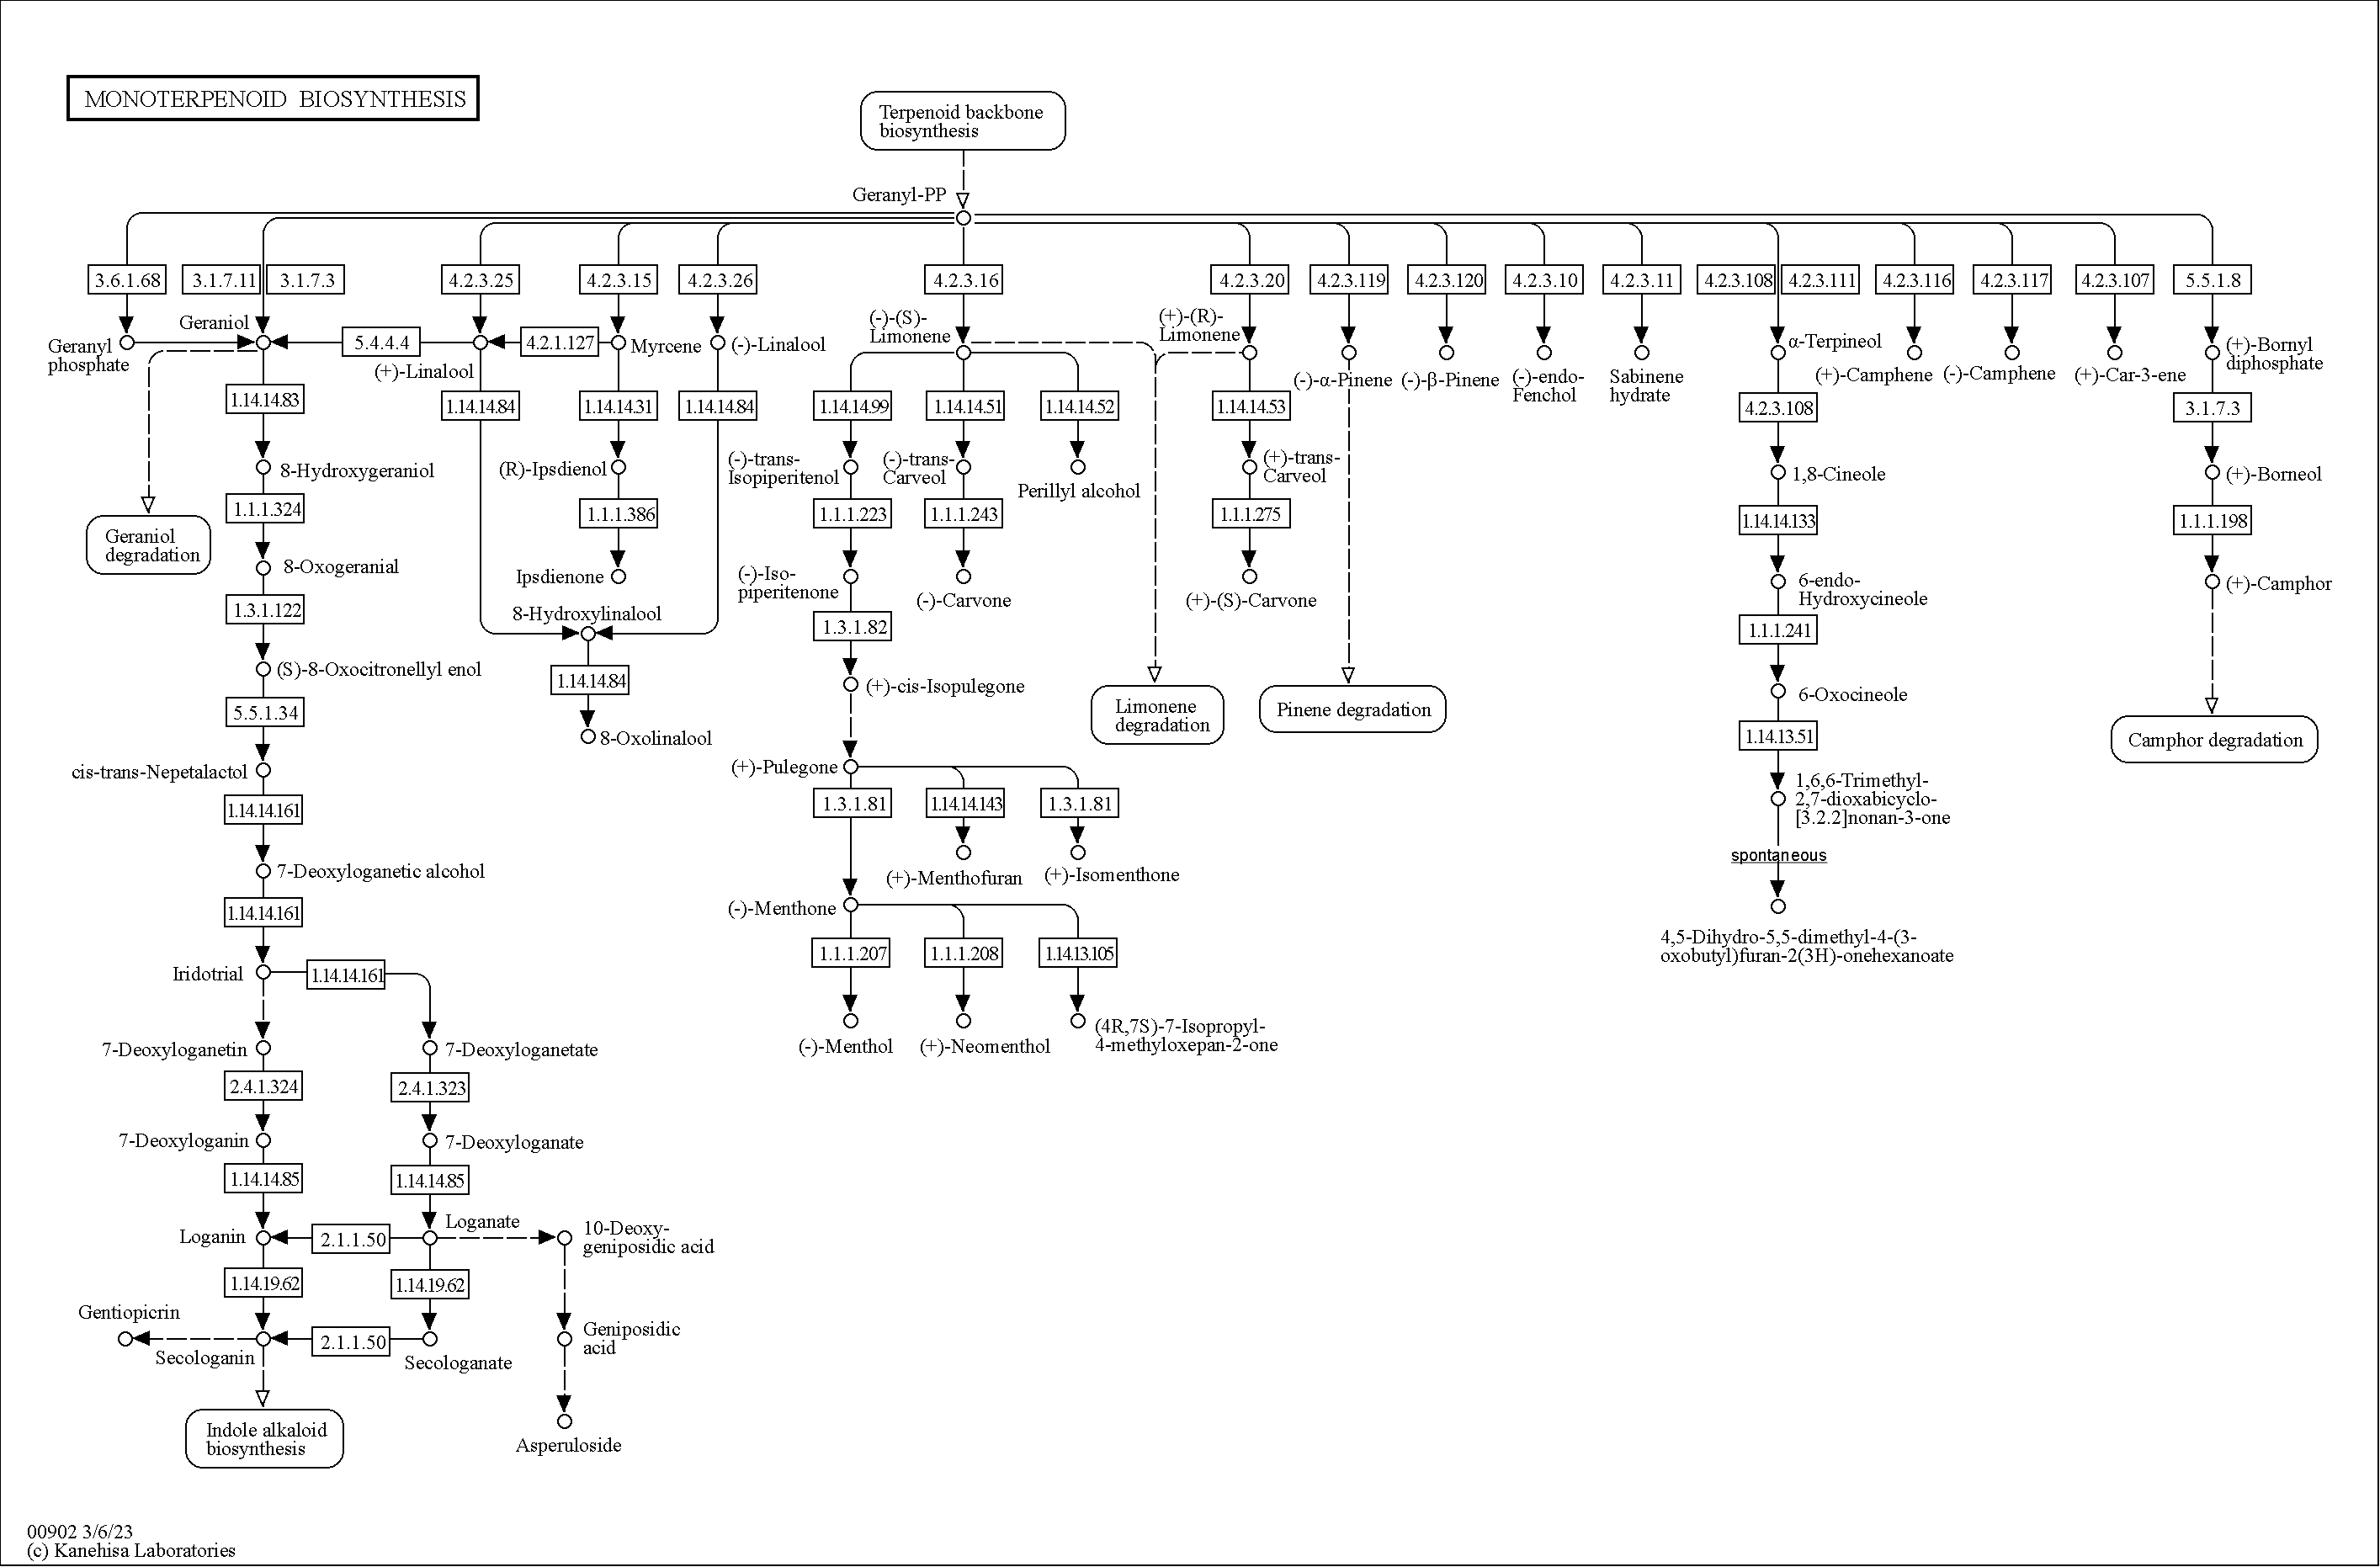 MONOTERPENOID BIOSYNTHESIS
Terpenoid backbone
biosynthesis
Geranyl-PP
3.6.1.68
3.1.7.11
3.1.7.3
4.2.3.25
4.2.3.15
4.2.3.26
4.2.3.16
4.2.3.20
4.2.3.119
4.2.3.120
4.2.3.10
4.2.3.11
4.2.3.108
4.2.3.111
4.2.3.116
4.2.3.117
4.2.3.107
5.5.1.8
Geranyl
phosphate
Geraniol
5.4.4.4
(+)-Linalool
4.2.1.127
Myrcene
(-)-Linalool
(-)-(S)-
Limonene
(+)-(R)-
Limonene
(-)-α-Pinene
(-)-β-Pinene
(-)-endo-
Fenchol
Sabinene
hydrate
α-Terpineol
(+)-Camphene
(-)-Camphene
(+)-Car-3-ene
(+)-Bornyl
diphosphate
1.14.14.83
1.14.14.84
1.14.14.31
1.14.14.84
1.14.14.99
1.14.14.51
1.14.14.52
1.14.14.53
4.2.3.108
3.1.7.3
8-Hydroxygeraniol
(R)-Ipsdienol
(-)-trans-
Isopiperitenol
(-)-trans-
Carveol
Perillyl alcohol
(+)-trans-
Carveol
1,8-Cineole
(+)-Borneol
1.1.1.324
1.1.1.386
1.1.1.223
1.1.1.243
1.1.1.275
1.14.14.133
1.1.1.198
Geraniol
degradation
8-Oxogeranial
Ipsdienone
(-)-Iso-
piperitenone
(-)-Carvone
(+)-(S)-Carvone
6-endo-
Hydroxycineole
(+)-Camphor
1.3.1.122
8-Hydroxylinalool
1.3.1.82
1.1.1.241
(S)-8-Oxocitronellyl enol
1.14.14.84
(+)-cis-Isopulegone
Limonene
degradation
Pinene degradation
6-Oxocineole
Camphor degradation
5.5.1.34
8-Oxolinalool
1.14.13.51
cis-trans-Nepetalactol
(+)-Pulegone
1,6,6-Trimethyl-
2,7-dioxabicyclo-
[3.2.2]nonan-3-one
1.14.14.161
1.3.1.81
1.14.14.143
1.3.1.81
spontaneous
7-Deoxyloganetic alcohol
(+)-Menthofuran
(+)-Isomenthone
1.14.14.161
(-)-Menthone
4,5-Dihydro-5,5-dimethyl-4-(3-
oxobutyl)furan-2(3H)-onehexanoate
1.1.1.207
1.1.1.208
1.14.13.105
Iridotrial
1.14.14.161
7-Deoxyloganetin
7-Deoxyloganetate
(-)-Menthol
(+)-Neomenthol
(4R,7S)-7-Isopropyl-
4-methyloxepan-2-one
2.4.1.324
2.4.1.323
7-Deoxyloganin
7-Deoxyloganate
1.14.14.85
1.14.14.85
Loganin
2.1.1.50
Loganate
10-Deoxy-
geniposidic acid
1.14.19.62
1.14.19.62
Gentiopicrin
Secologanin
2.1.1.50
Secologanate
Geniposidic
acid
Indole alkaloid
biosynthesis
Asperuloside
00902 3/6/23
(c) Kanehisa Laboratories